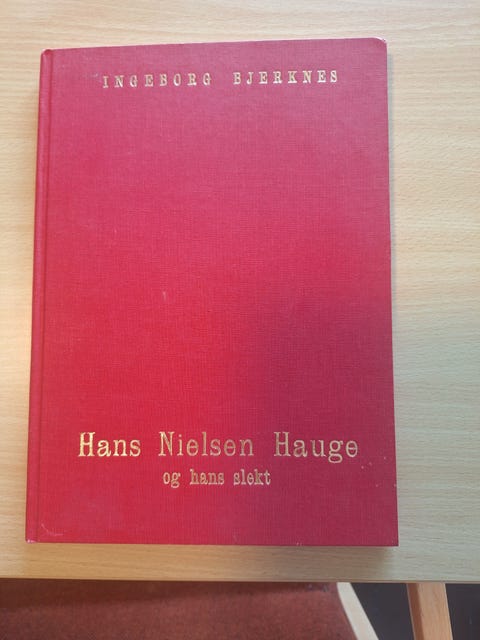 INGEBORG BJERKNES
Hans Nielsen Hauge
og hans slekt